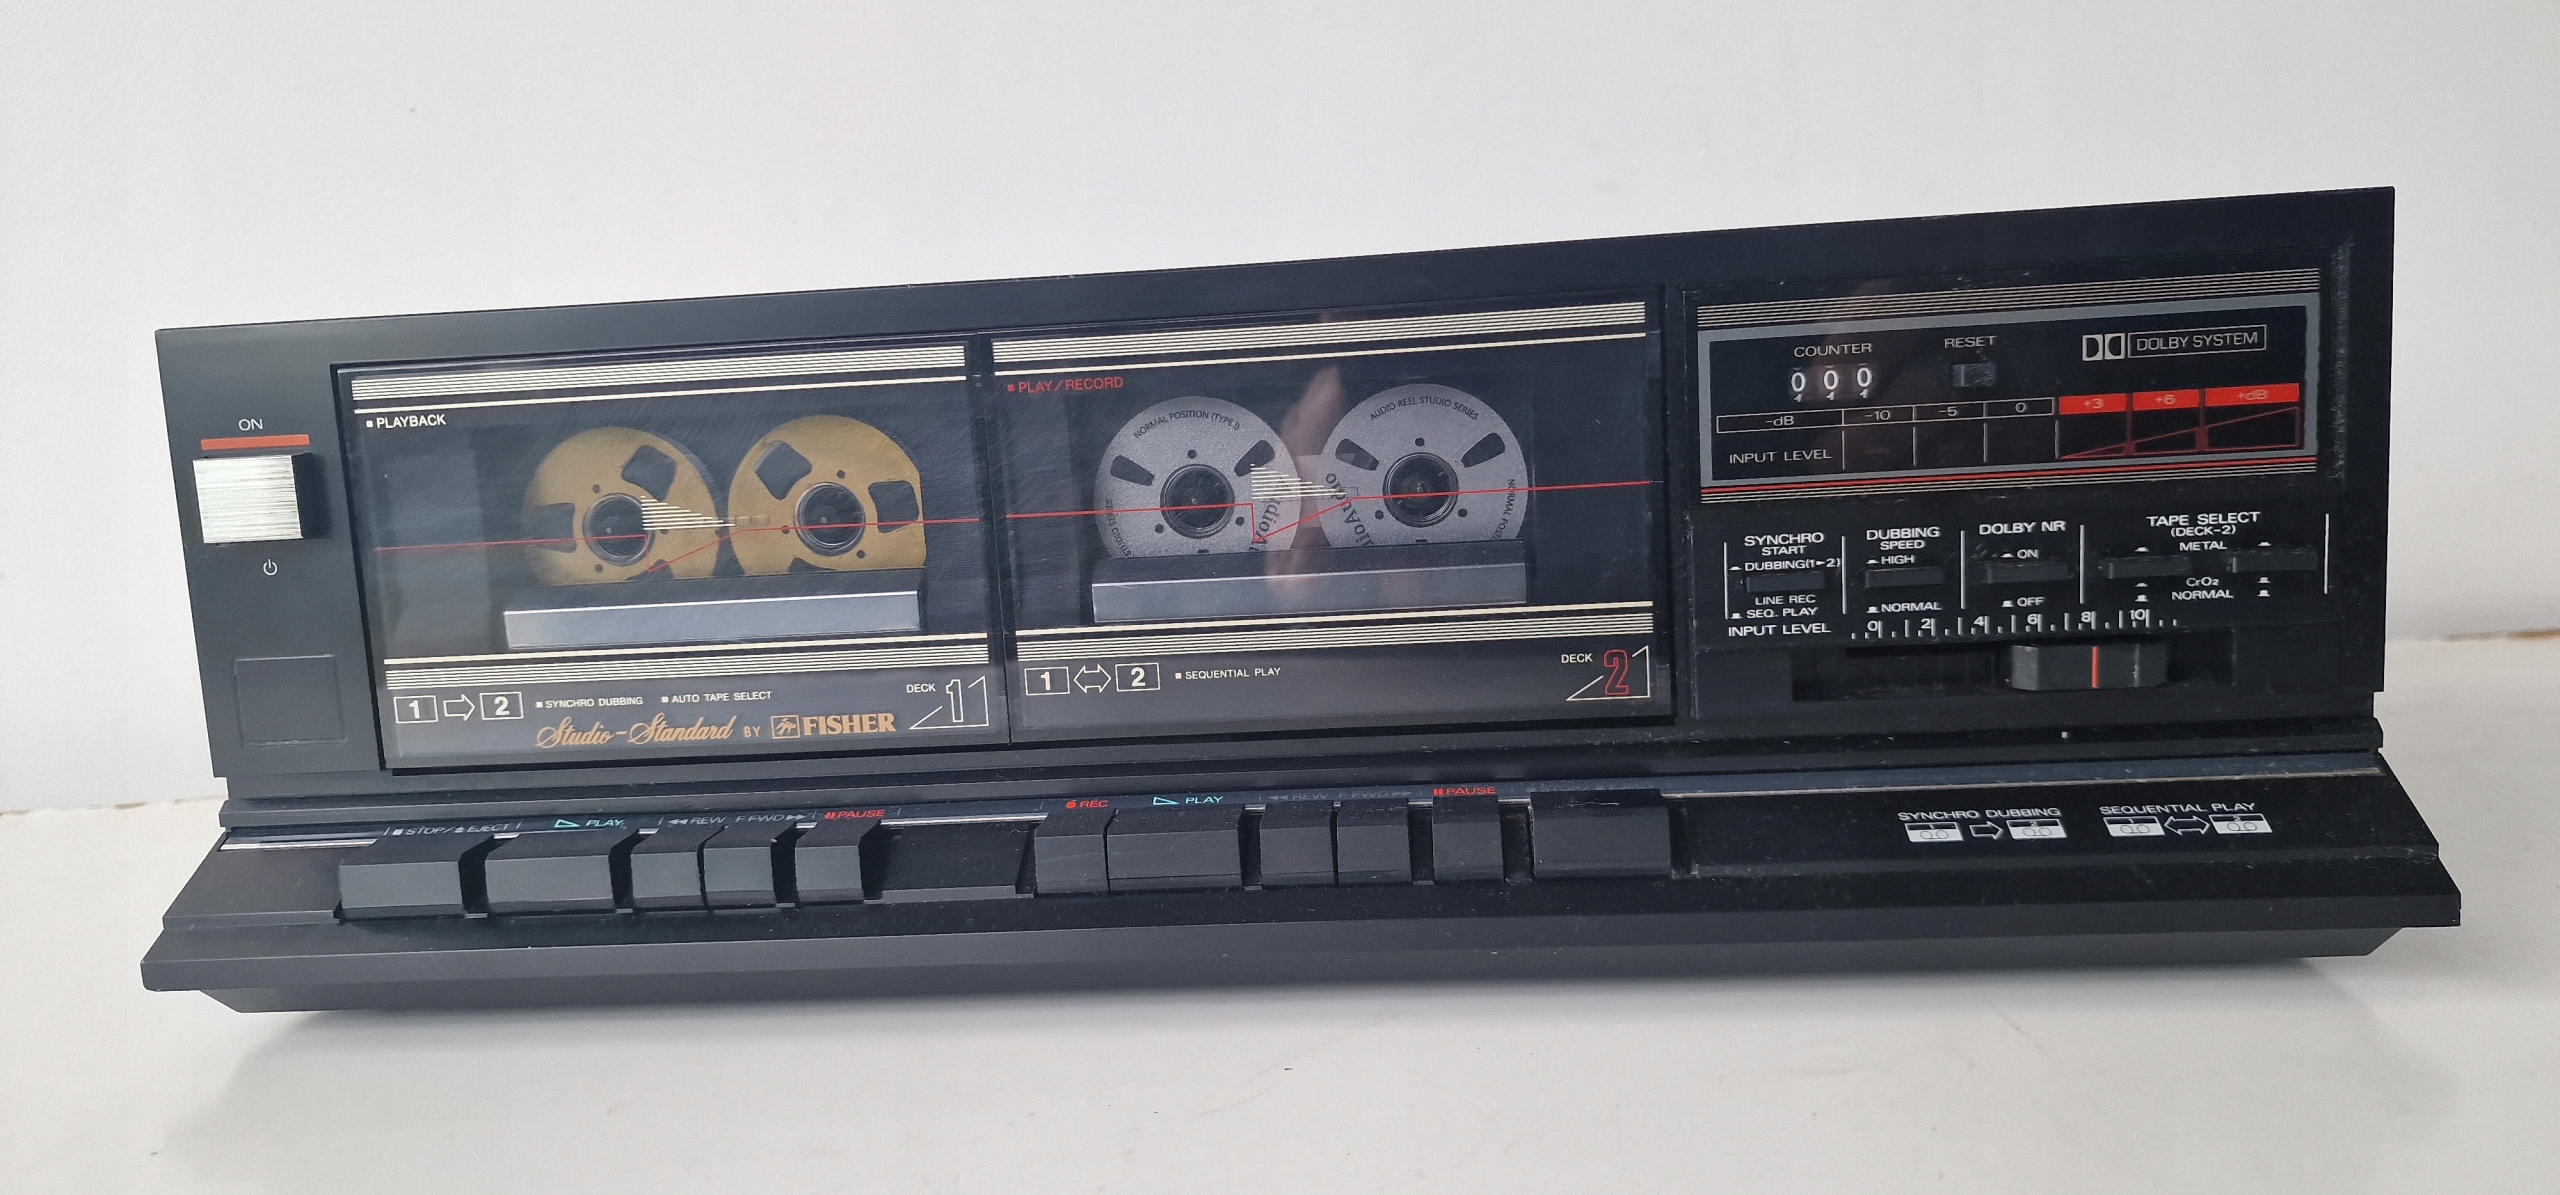 ON
PLAYBACK
1 2
SYNCHRO DUBBING
AUTO TAPE SELECT
DECK 1
Studio-Standard BY FISHER
PLAY/RECORD
NORMAL POSITION (TYPE I)
AUDIO REEL STUDIO SERIES
1 2
SEQUENTIAL PLAY
DECK 2
COUNTER
RESET
DOLBY SYSTEM
000
-dB -10 -5 0 +3 +6 +dB
INPUT LEVEL
SYNCHRO
START
DUBBING(1►2)
LINE REC
SEQ. PLAY
DUBBING
SPEED
HIGH
NORMAL
DOLBY NR
ON
OFF
TAPE SELECT
(DECK-2)
METAL
CrO₂
NORMAL
INPUT LEVEL
0 2 4 6 8 10
STOP/EJECT
PLAY
REW F FWD
PAUSE
REC
PLAY
REW F FWD
PAUSE
SYNCHRO DUBBING
SEQUENTIAL PLAY